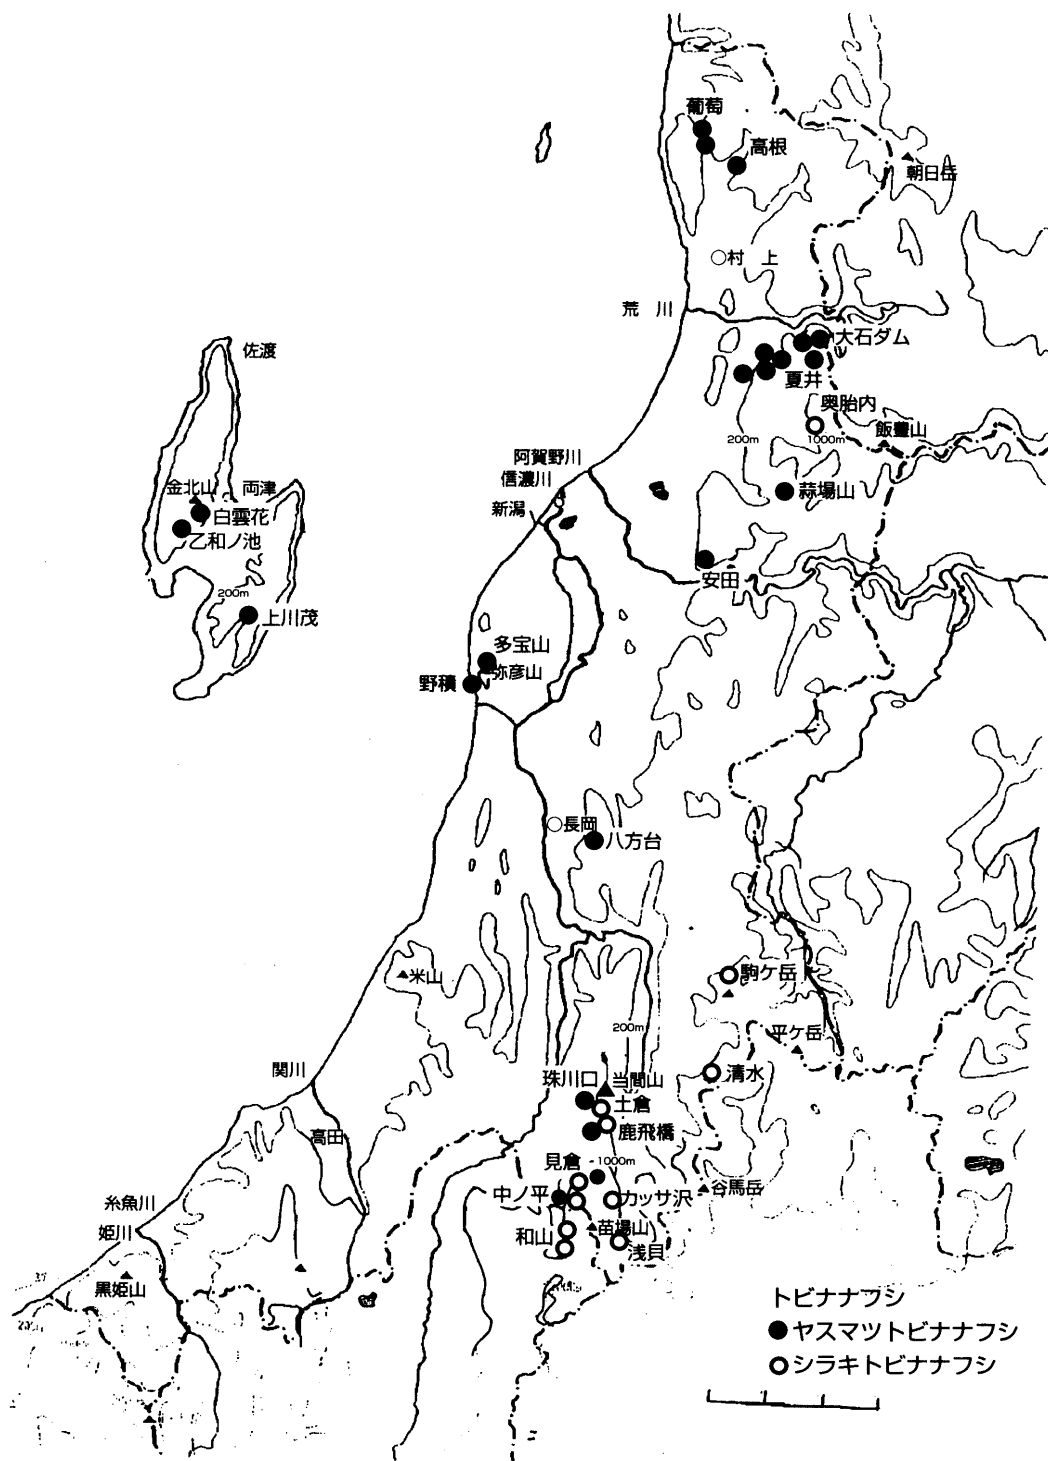 葡萄
高根
朝日岳
村 上
荒 川
大石ダム
夏井
奥胎内
佐渡
200m
1000m
飯豊山
阿賀野川
信濃川
新潟
蒜場山
金北山
両津
白雲花
乙和ノ池
安田
200m
上川茂
多宝山
弥彦山
野積
長岡
八方台
米山
駒ケ岳
200m
平ケ岳
関川
珠川口
当間山
清水
土倉
鹿飛橋
高田
見倉
1000m
中ノ平
カッサ沢
谷馬岳
糸魚川
姫川
和山
苗場山
浅貝
黒姫山
トビナナフシ
ヤスマツトビナナフシ
シラキトビナナフシ